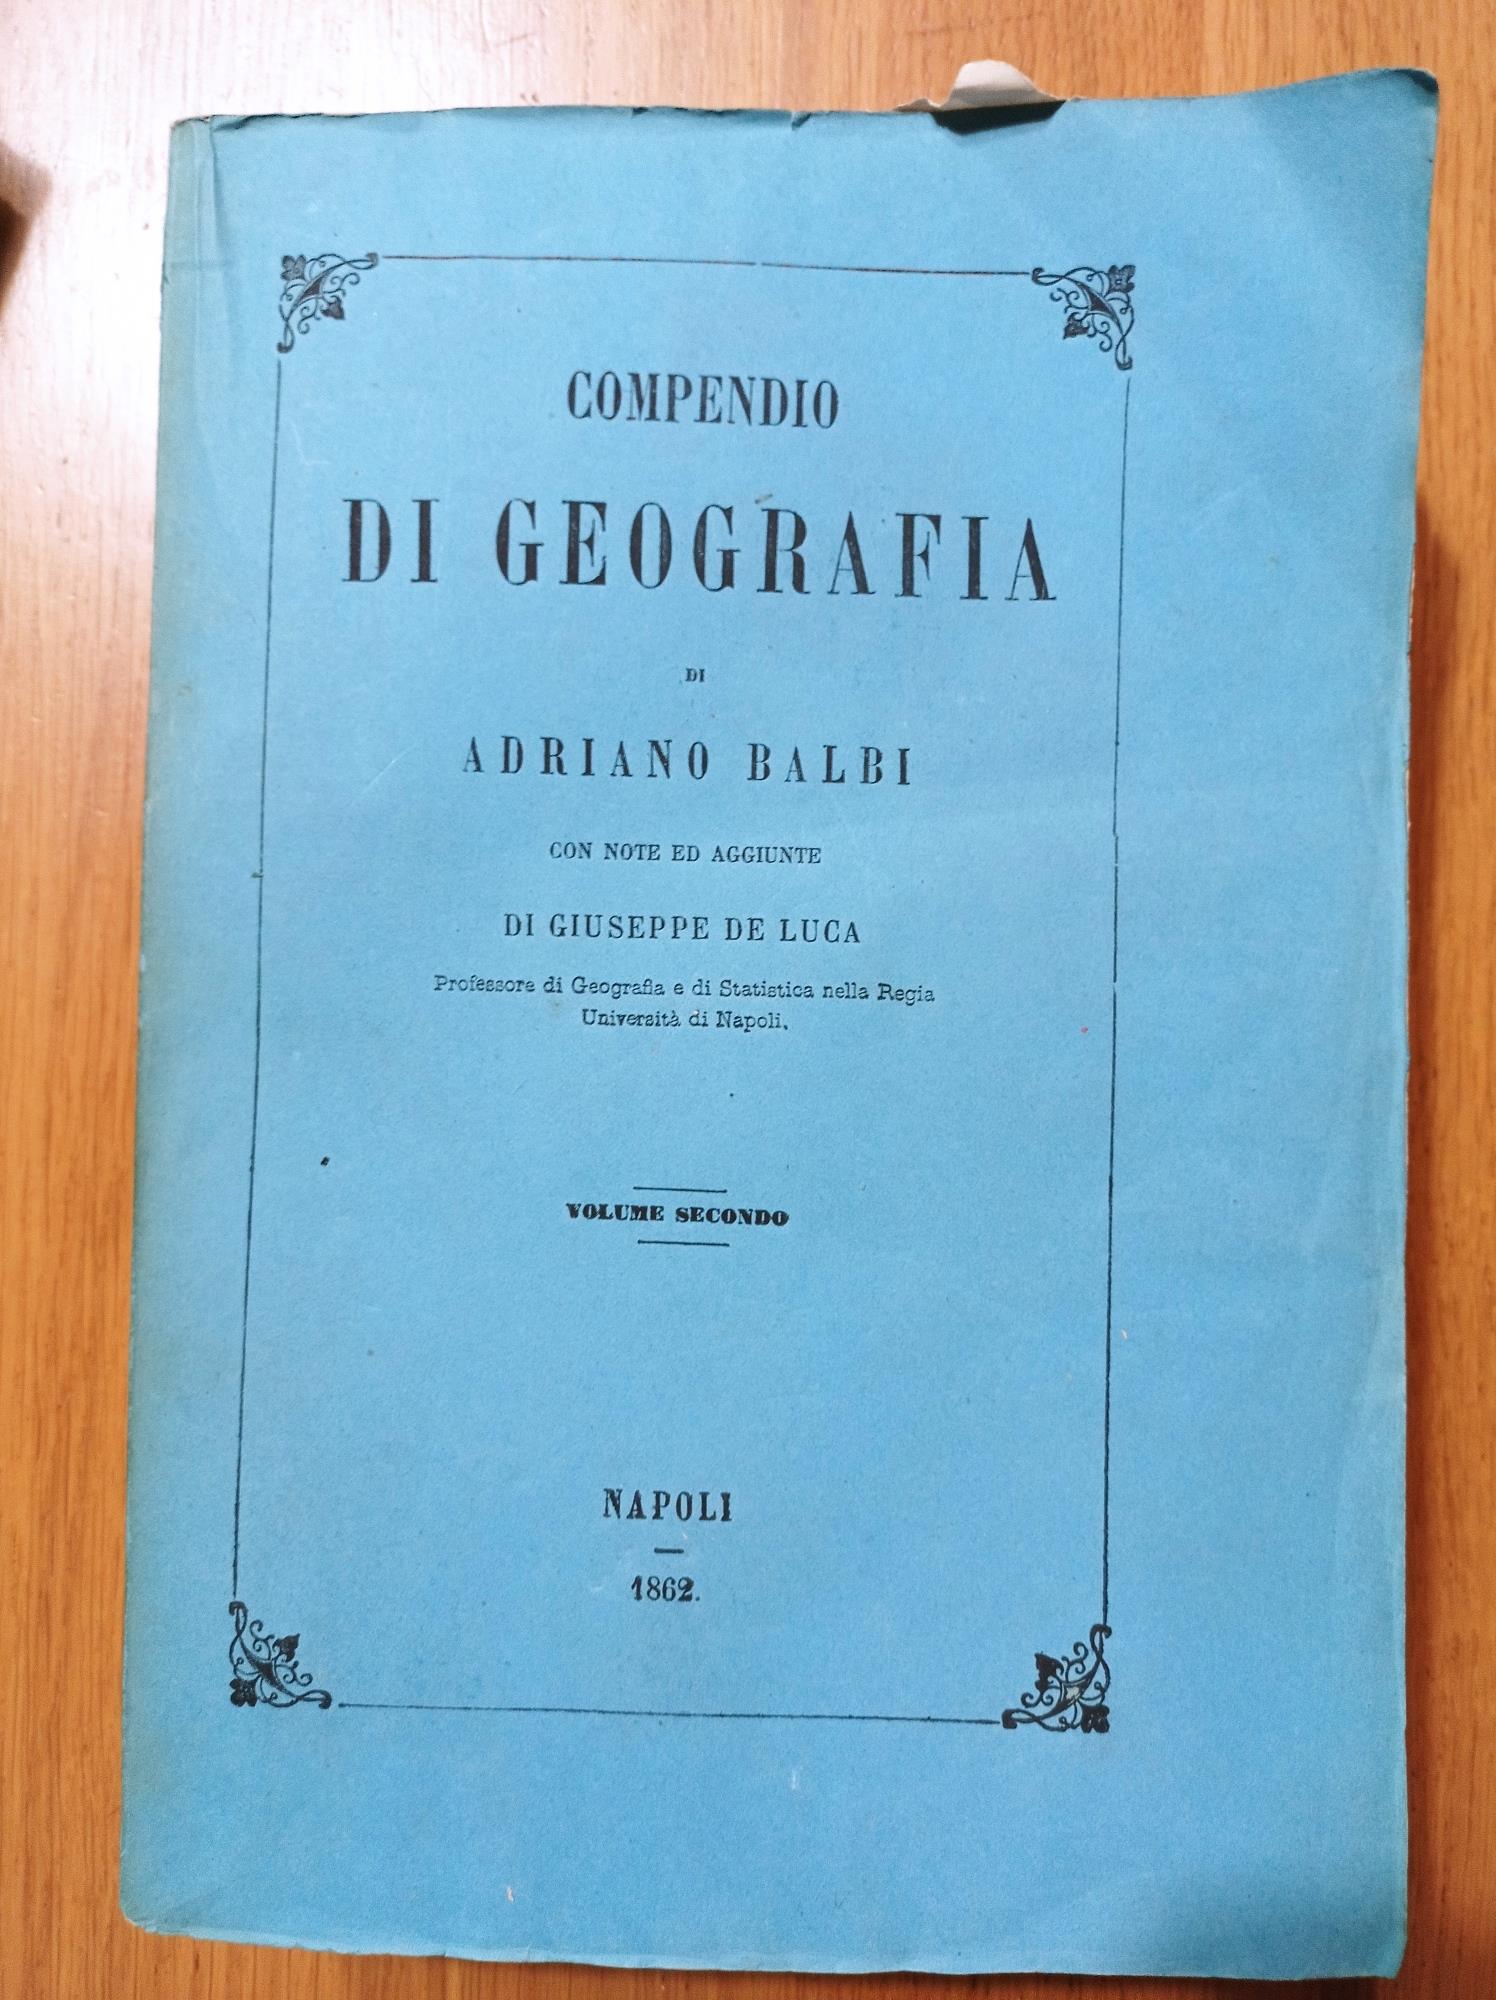 COMPENDIO
DI GEOGRAFIA
DI
ADRIANO BALBI
CON NOTE ED AGGIUNTE
DI GIUSEPPE DE LUCA
Professore di Geografia e di Statistica nella Regia
Università di Napoli.
VOLUME SECONDO
NAPOLI
1862.